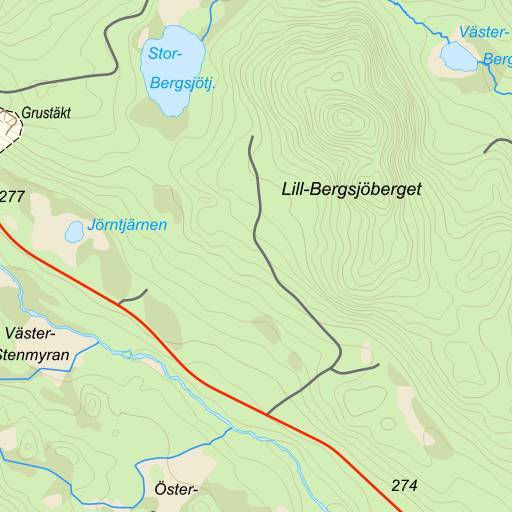 Väster-
Stor-
Bergsjötj.
Berg
Grustäkt
Lill-Bergsjöberget
277
Jörntjärnen
Väster-
Stenmyran
274
Öster-